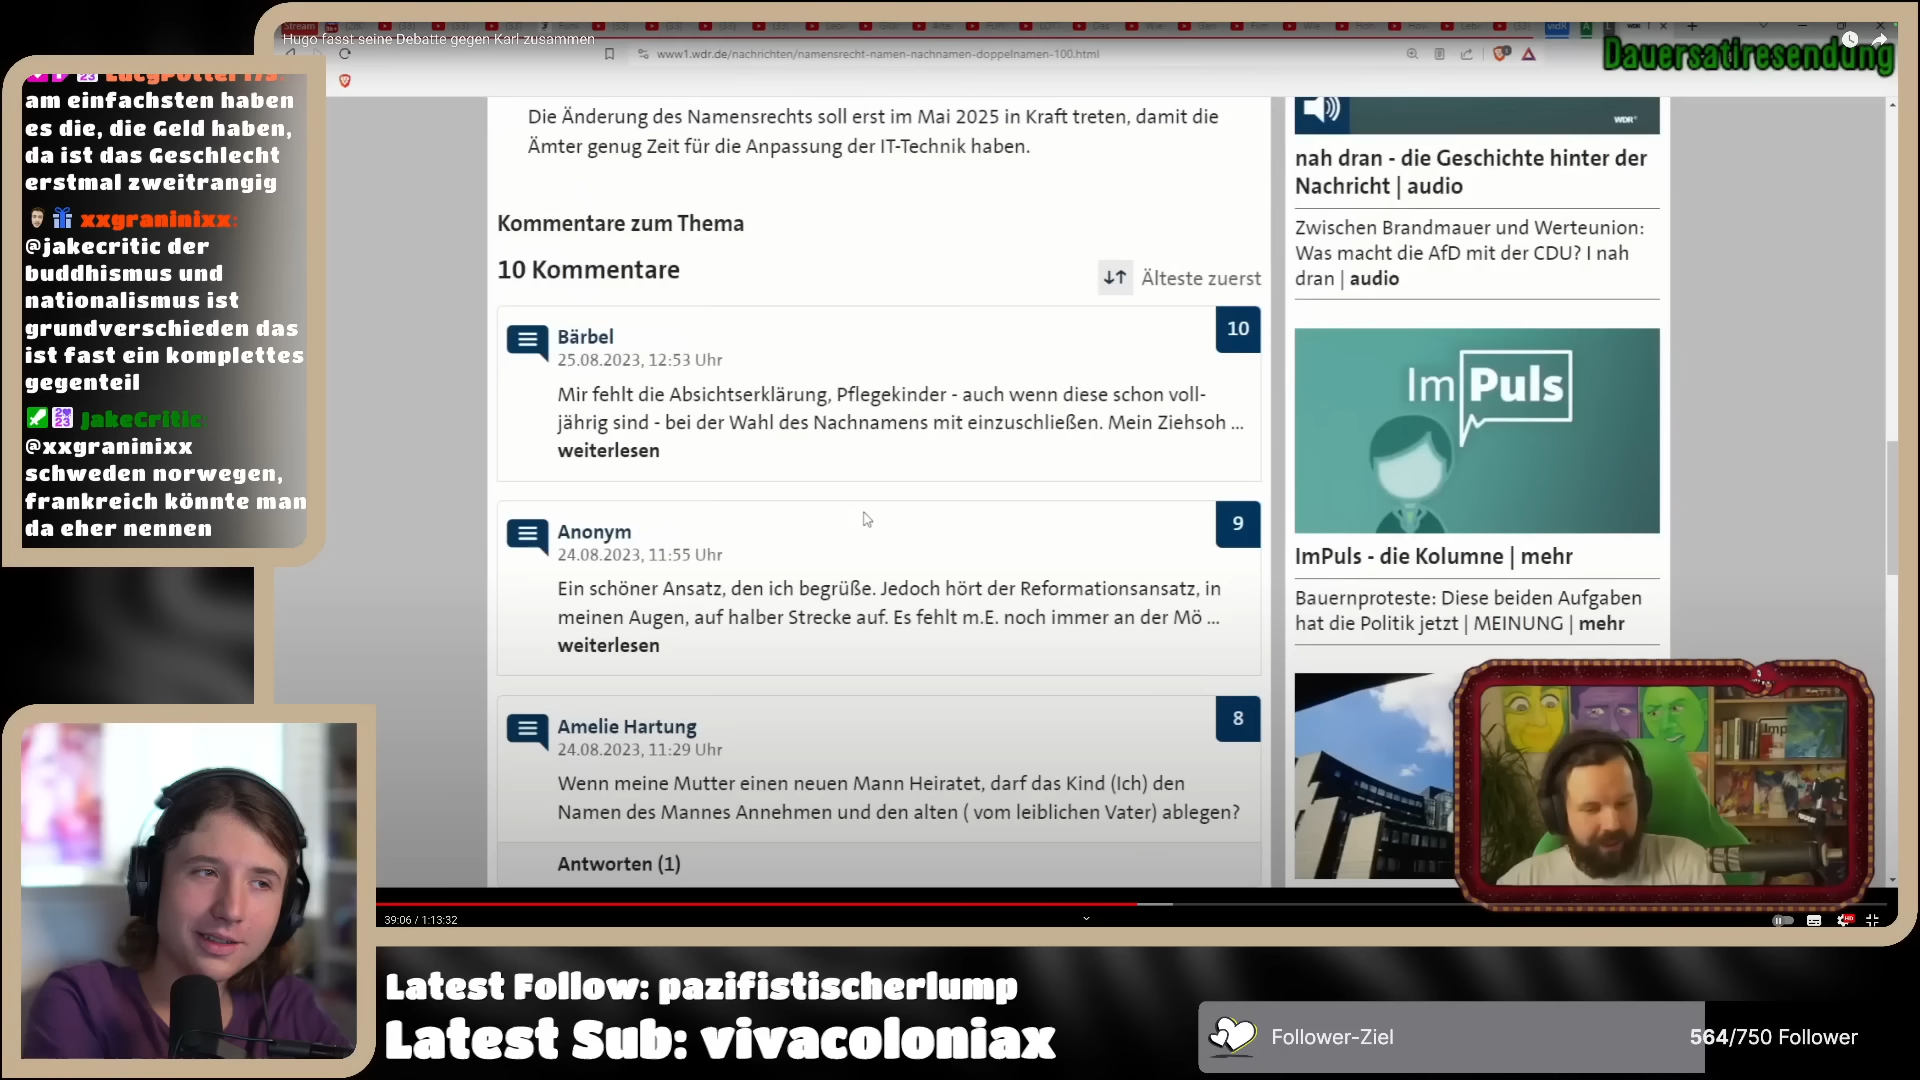 Hugo fasst seine Debatte gegen Karl zusammen
www1.wdr.de/nachrichten/namensrecht-namen-nachnamen-doppelnamen-100.html
Dauersatiresendung
LucyPotter173
am einfachsten haben
es die, die Geld haben,
da ist das Geschlecht
erstmal zweitrangig
xxgraninixx:
@jakecritic der
buddhismus und
nationalismus ist
grundverschieden das
ist fast ein komplettes
gegenteil
JakeCritic:
@xxgraninixx
schweden norwegen,
frankreich könnte man
da eher nennen
Die Änderung des Namensrechts soll erst im Mai 2025 in Kraft treten, damit die
Ämter genug Zeit für die Anpassung der IT-Technik haben.
Kommentare zum Thema
10 Kommentare
Älteste zuerst
Bärbel
10
25.08.2023, 12:53 Uhr
Mir fehlt die Absichtserklärung, Pflegekinder - auch wenn diese schon voll-
jährig sind - bei der Wahl des Nachnamens mit einzuschließen. Mein Ziehsoh ...
weiterlesen
Anonym
9
24.08.2023, 11:55 Uhr
Ein schöner Ansatz, den ich begrüße. Jedoch hört der Reformationsansatz, in
meinen Augen, auf halber Strecke auf. Es fehlt m.E. noch immer an der Mö ...
weiterlesen
Amelie Hartung
8
24.08.2023, 11:29 Uhr
Wenn meine Mutter einen neuen Mann Heiratet, darf das Kind (Ich) den
Namen des Mannes Annehmen und den alten ( vom leiblichen Vater) ablegen?
Antworten (1)
WDR
nah dran - die Geschichte hinter der
Nachricht | audio
Zwischen Brandmauer und Werteunion:
Was macht die AfD mit der CDU? I nah
dran | audio
Im Puls
ImPuls - die Kolumne | mehr
Bauernproteste: Diese beiden Aufgaben
hat die Politik jetzt | MEINUNG | mehr
39:06 / 1:13:32
HD
Latest Follow: pazifistischerlump
Latest Sub: vivacoloniax
Follower-Ziel
564/750 Follower